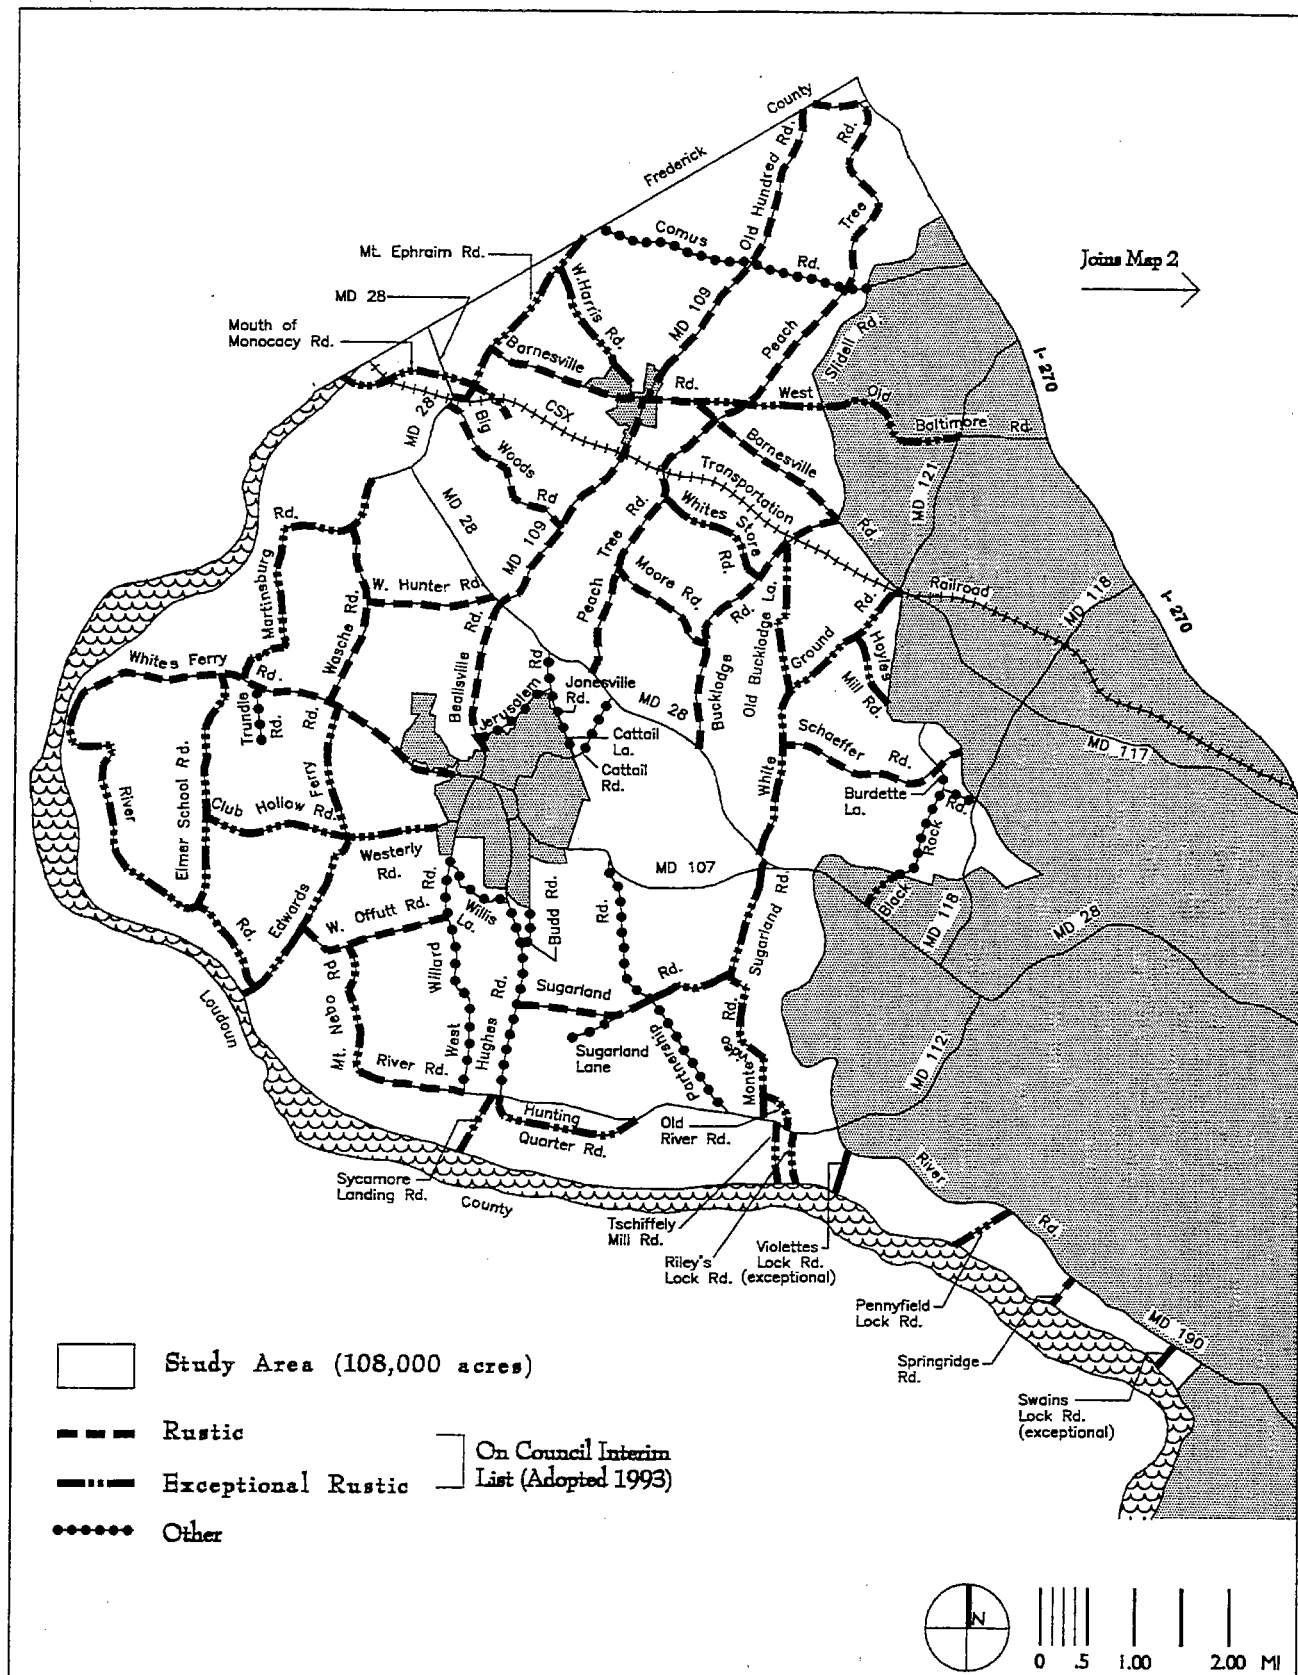 Frederick County
Old Hundred Rd.
Tree Rd.
Comus Rd.
Mt. Ephraim Rd.
MD 28
Mouth of
Monocacy Rd.
W.Harris Rd.
MD 109
Joins Map 2
Peach
Slidell Rd.
I-270
Barnesville Rd.
West Old
Baltimore Rd.
MD 28
Big Woods Rd
CSX Transportation Railroad
Barnesville Rd.
MD 121
MD 28
MD 109
Peach Tree Rd.
Whites Store Rd.
Martinsburg Rd.
W. Hunter Rd.
Wasche Rd.
Moore Rd.
Bucklodge Rd.
Old Bucklodge La.
MD 118
I-270
Whites Ferry Rd.
Trundle Rd.
Beallsville Rd.
Jerusalem Rd
Jonesville
Rd.
Cattail
La.
Cattail
Rd.
MD 28
White Ground Rd.
Hoyles
Mill Rd.
Schaeffer Rd.
Burdette
La.
MD 117
River Rd.
Elmer School Rd.
Club Hollow Rd.
Edwards Ferry Rd.
Westerly
Rd.
MD 107
Black Rock Rd.
MD 118
MD 28
W. Offutt Rd.
Willis La.
Budd Rd.
Mt. Nebo Rd
West Willard Rd.
Hughes Rd.
Sugarland Rd.
Sugarland Rd.
Sugarland
Lane
Partnership Rd.
Montevideo Rd.
MD 112
River Rd.
Hunting
Quarter Rd.
Old
River Rd.
Loudoun County
Sycamore
Landing Rd.
Tschiffely
Mill Rd.
Riley's
Lock Rd.
Violettes
Lock Rd.
(exceptional)
River Rd.
Pennyfield
Lock Rd.
Springridge
Rd.
MD 190
Swains
Lock Rd.
(exceptional)
Study Area (108,000 acres)
Rustic
Exceptional Rustic
On Council Interim
List (Adopted 1993)
Other
N
0 .5 1.00 2.00 MI